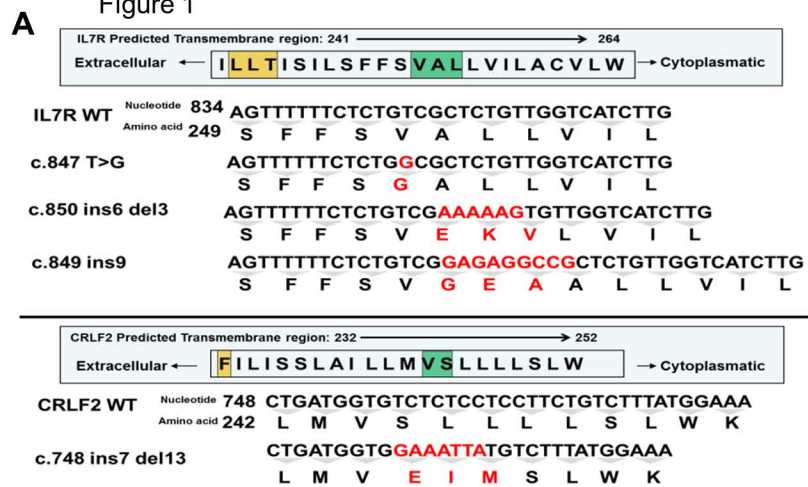 Figure 1
A
IL7R Predicted Transmembrane region: 241 264
Extracellular I L L T I S I L S F F S V A L L V I L A C V L W Cytoplasmatic
IL7R WT Nucleotide 834 AGTTTTTTCTCTGTCGCTCTGTTGGTCATCTTG
Amino acid 249 S F F S V A L L V I L
c.847 T>G AGTTTTTTCTCTGGCGCTCTGTTGGTCATCTTG
S F F S G A L L V I L
c.850 ins6 del3 AGTTTTTTCTCTGTCGAAAAAGTGTTGGTCATCTTG
S F F S V E K V L V I L
c.849 ins9 AGTTTTTTCTCTGTCGGAGAGGCCGCTCTGTTGGTCATCTTG
S F F S V G E A A L L V I L
CRLF2 Predicted Transmembrane region: 232 252
Extracellular F I L I S S L A I L L M V S L L L L S L W Cytoplasmatic
CRLF2 WT Nucleotide 748 CTGATGGTGTCTCTCCTCCTTCTGTCTTTATGGAAA
Amino acid 242 L M V S L L L L S L W K
c.748 ins7 del13 CTGATGGTGGAAATTATGTCTTTATGGAAA
L M V E I M S L W K